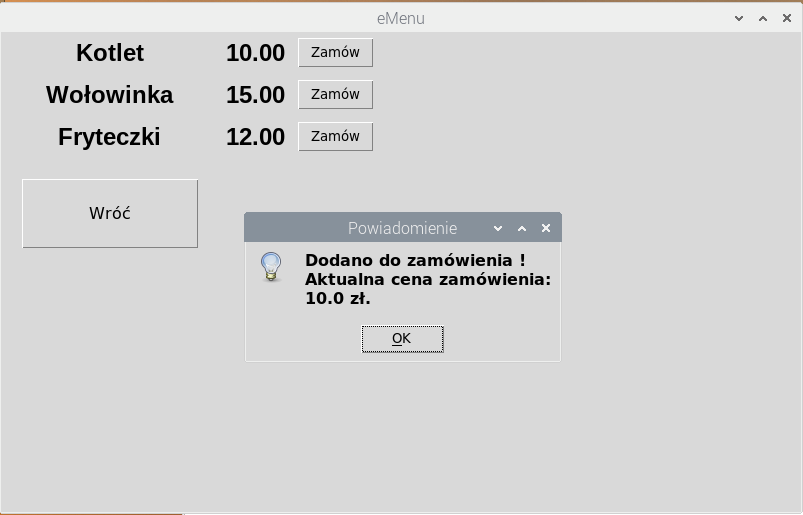 eMenu
Kotlet 10.00 Zamów
Wołowinka 15.00 Zamów
Fryteczki 12.00 Zamów
Wróć
Powiadomienie
Dodano do zamówienia !
Aktualna cena zamówienia:
10.0 zł.
OK